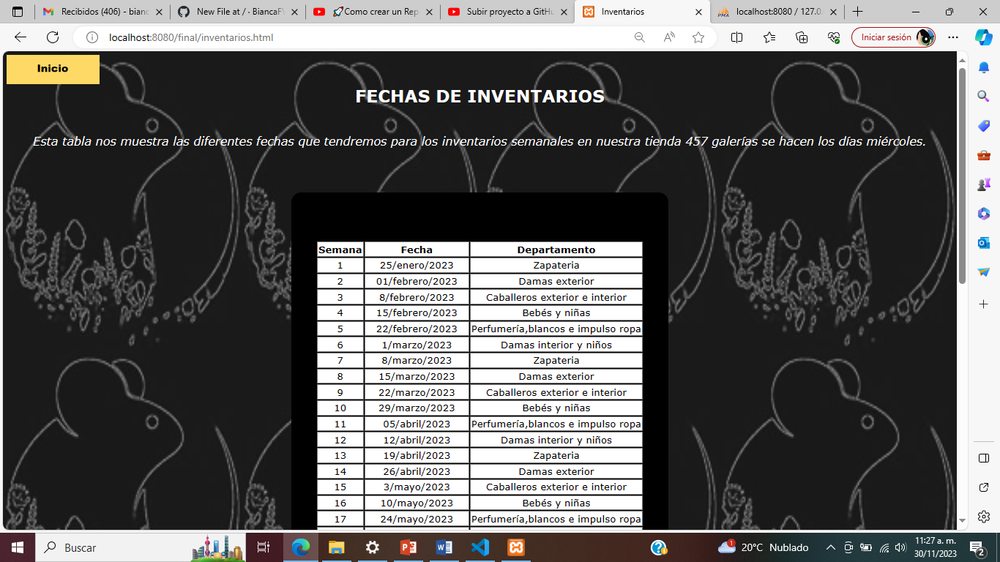 Recibidos (406) - bianc
New File at / · BiancaFV
🚀Como crear un Rep
Subir proyecto a GitHu
Inventarios
localhost:8080 / 127.0.
localhost:8080/final/inventarios.html
Iniciar sesión
Inicio
FECHAS DE INVENTARIOS
Esta tabla nos muestra las diferentes fechas que tendremos para los inventarios semanales en nuestra tienda 457 galerías se hacen los días miércoles.
Semana Fecha Departamento
1 25/enero/2023 Zapateria
2 01/febrero/2023 Damas exterior
3 8/febrero/2023 Caballeros exterior e interior
4 15/febrero/2023 Bebés y niñas
5 22/febrero/2023 Perfumería,blancos e impulso ropa
6 1/marzo/2023 Damas interior y niños
7 8/marzo/2023 Zapateria
8 15/marzo/2023 Damas exterior
9 22/marzo/2023 Caballeros exterior e interior
10 29/marzo/2023 Bebés y niñas
11 05/abril/2023 Perfumería,blancos e impulso ropa
12 12/abril/2023 Damas interior y niños
13 19/abril/2023 Zapateria
14 26/abril/2023 Damas exterior
15 3/mayo/2023 Caballeros exterior e interior
16 10/mayo/2023 Bebés y niñas
17 24/mayo/2023 Perfumería,blancos e impulso ropa
Buscar
1
20°C Nublado
11:27 a. m.
30/11/2023
2